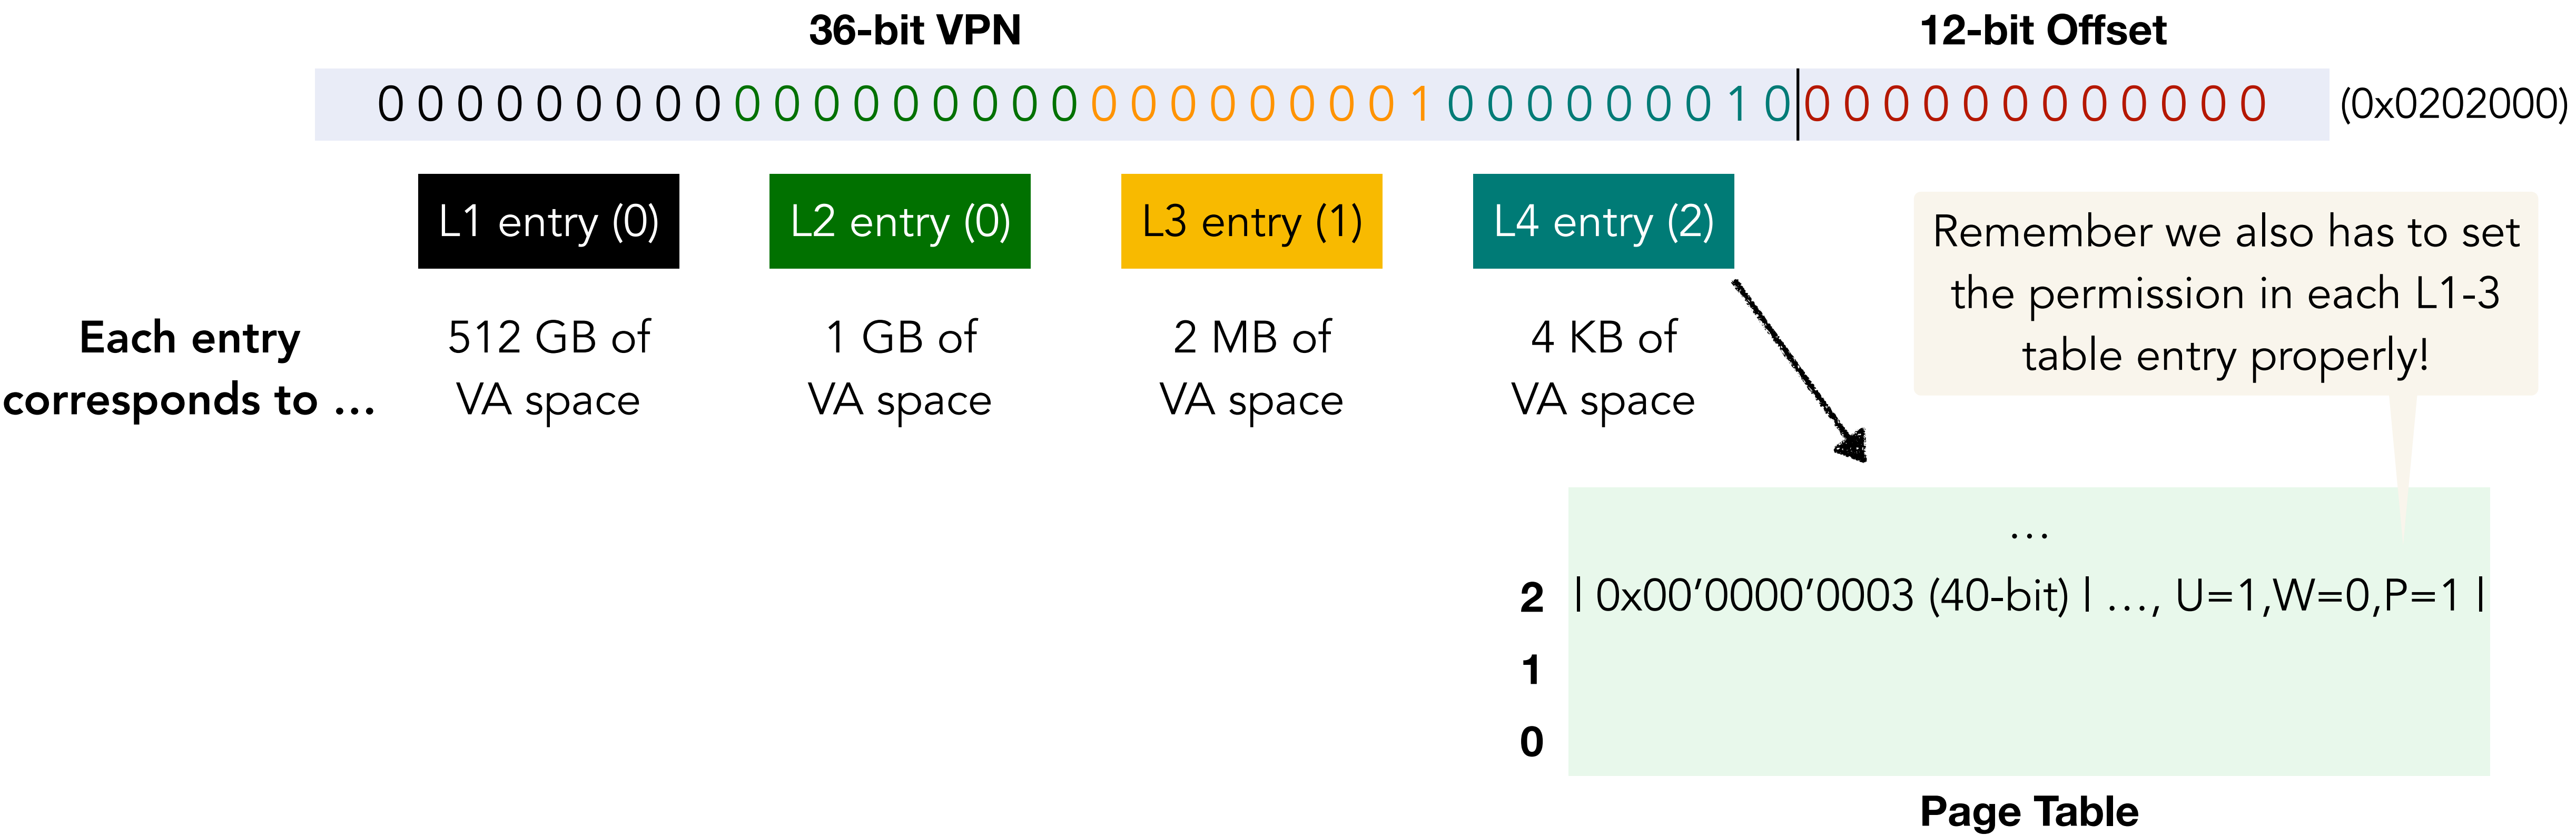 36-bit VPN
12-bit Offset
0 0 0 0 0 0 0 0 0 0 0 0 0 0 0 0 0 0 0 0 0 0 0 0 0 0 1 0 0 0 0 0 0 0 1 0 0 0 0 0 0 0 0 0 0 0 0 0 (0x0202000)
L1 entry (0)
L2 entry (0)
L3 entry (1)
L4 entry (2)
Each entry
corresponds to ...
512 GB of
VA space
1 GB of
VA space
2 MB of
VA space
4 KB of
VA space
Remember we also has to set
the permission in each L1-3
table entry properly!
...
2 | 0x00’0000’0003 (40-bit) | ..., U=1,W=0,P=1 |
1
0
Page Table